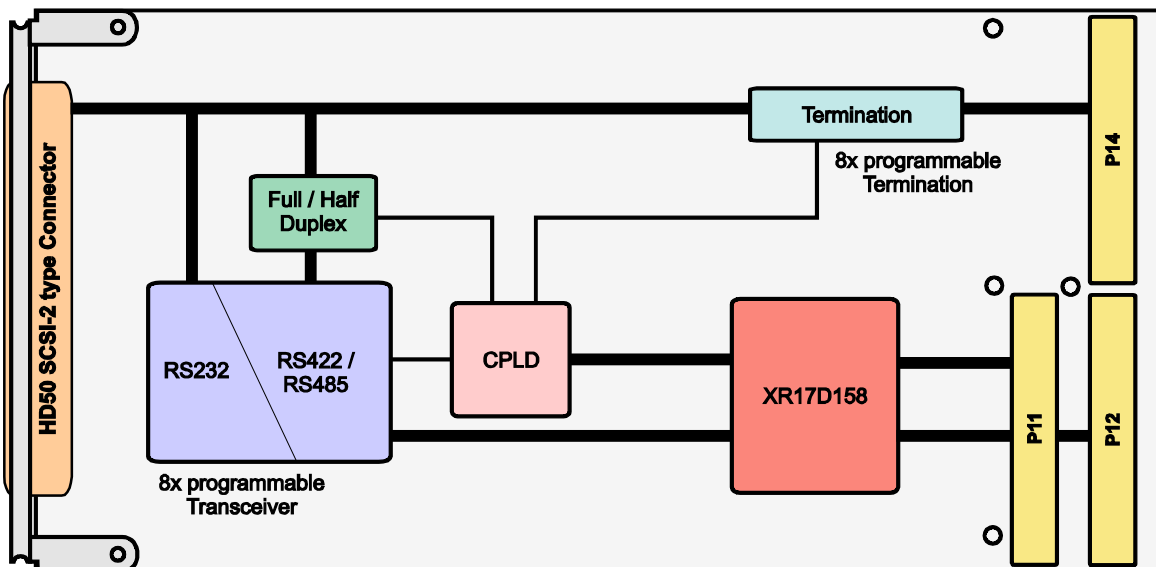 HD50 SCSI-2 type Connector
Termination
8x programmable
Termination
P14
Full / Half
Duplex
RS232
RS422 /
RS485
8x programmable
Transceiver
CPLD
XR17D158
P11
P12